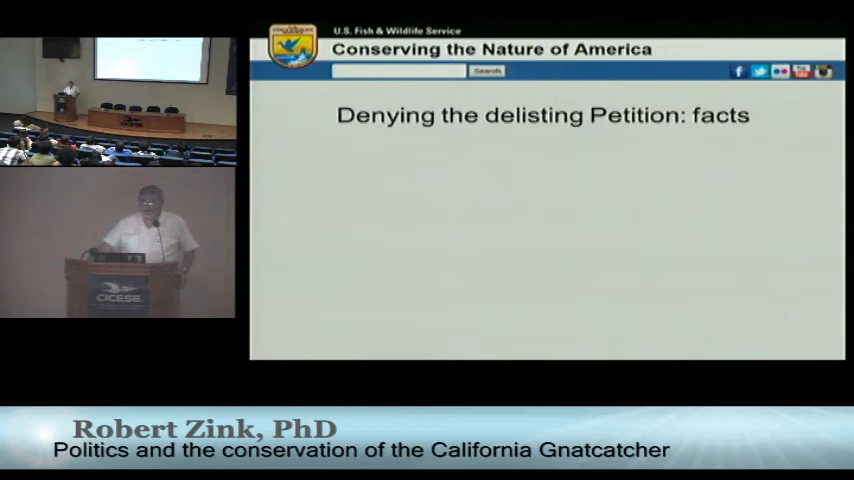 U.S. Fish & Wildlife Service
Conserving the Nature of America
Search
Denying the delisting Petition: facts
CICESE
Robert Zink, PhD
Politics and the conservation of the California Gnatcatcher